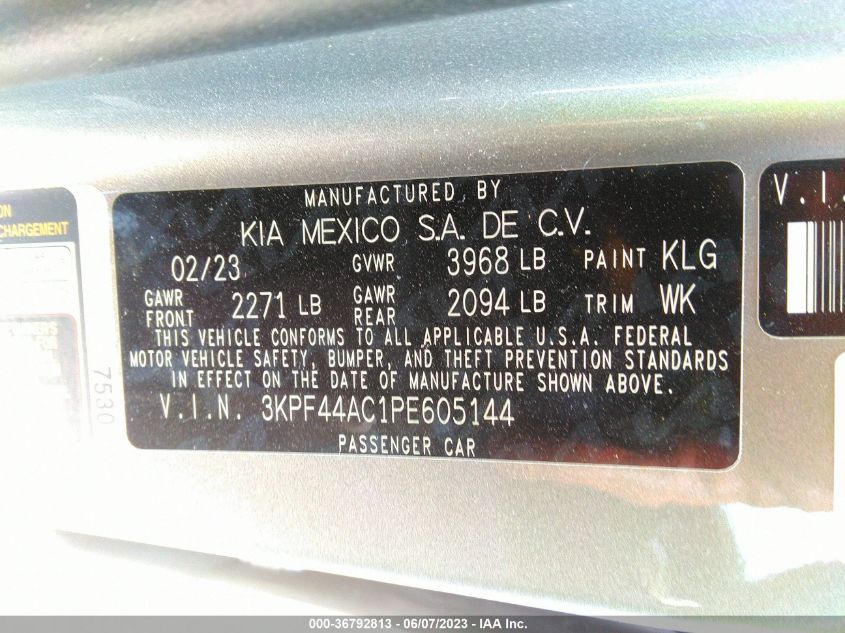 ON
CHARGEMENT
MANUFACTURED BY
KIA MEXICO S.A. DE C.V.
02/23 GVWR 3968 LB PAINT KLG
GAWR FRONT 2271 LB GAWR REAR 2094 LB TRIM WK
THIS VEHICLE CONFORMS TO ALL APPLICABLE U.S.A. FEDERAL
MOTOR VEHICLE SAFETY, BUMPER, AND THEFT PREVENTION STANDARDS
IN EFFECT ON THE DATE OF MANUFACTURE SHOWN ABOVE.
V.I.N. 3KPF44AC1PE605144
PASSENGER CAR
7530
V.I.
000-36792813 - 06/07/2023 - IAA Inc.